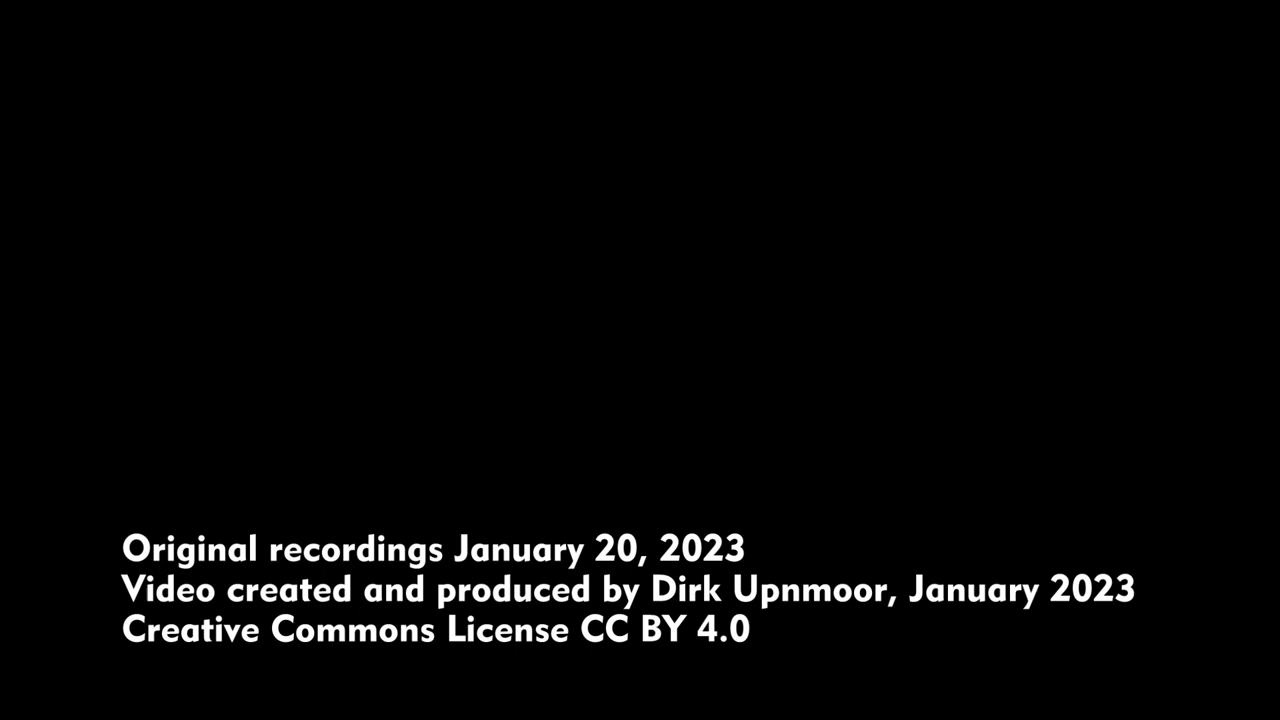 Original recordings January 20, 2023
Video created and produced by Dirk Upnmoor, January 2023
Creative Commons License CC BY 4.0